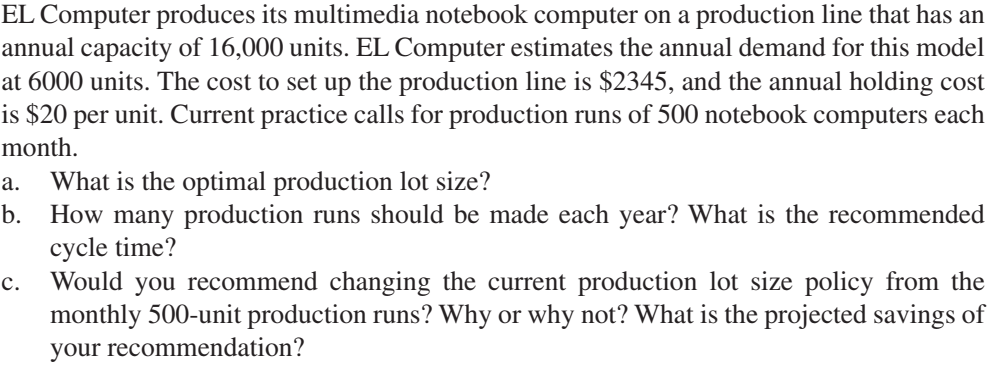 EL Computer produces its multimedia notebook computer on a production line that has an
annual capacity of 16,000 units. EL Computer estimates the annual demand for this model
at 6000 units. The cost to set up the production line is $2345, and the annual holding cost
is $20 per unit. Current practice calls for production runs of 500 notebook computers each
month.
a. What is the optimal production lot size?
b. How many production runs should be made each year? What is the recommended
cycle time?
c. Would you recommend changing the current production lot size policy from the
monthly 500-unit production runs? Why or why not? What is the projected savings of
your recommendation?